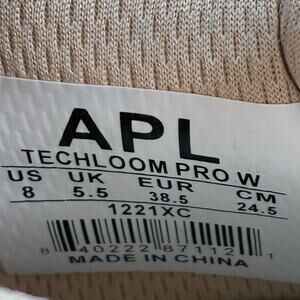 APL
TECHLOOM PRO W
US UK EUR CM
8 5.5 38.5 24.5
1221XC
8 40222 87112 1
MADE IN CHINA